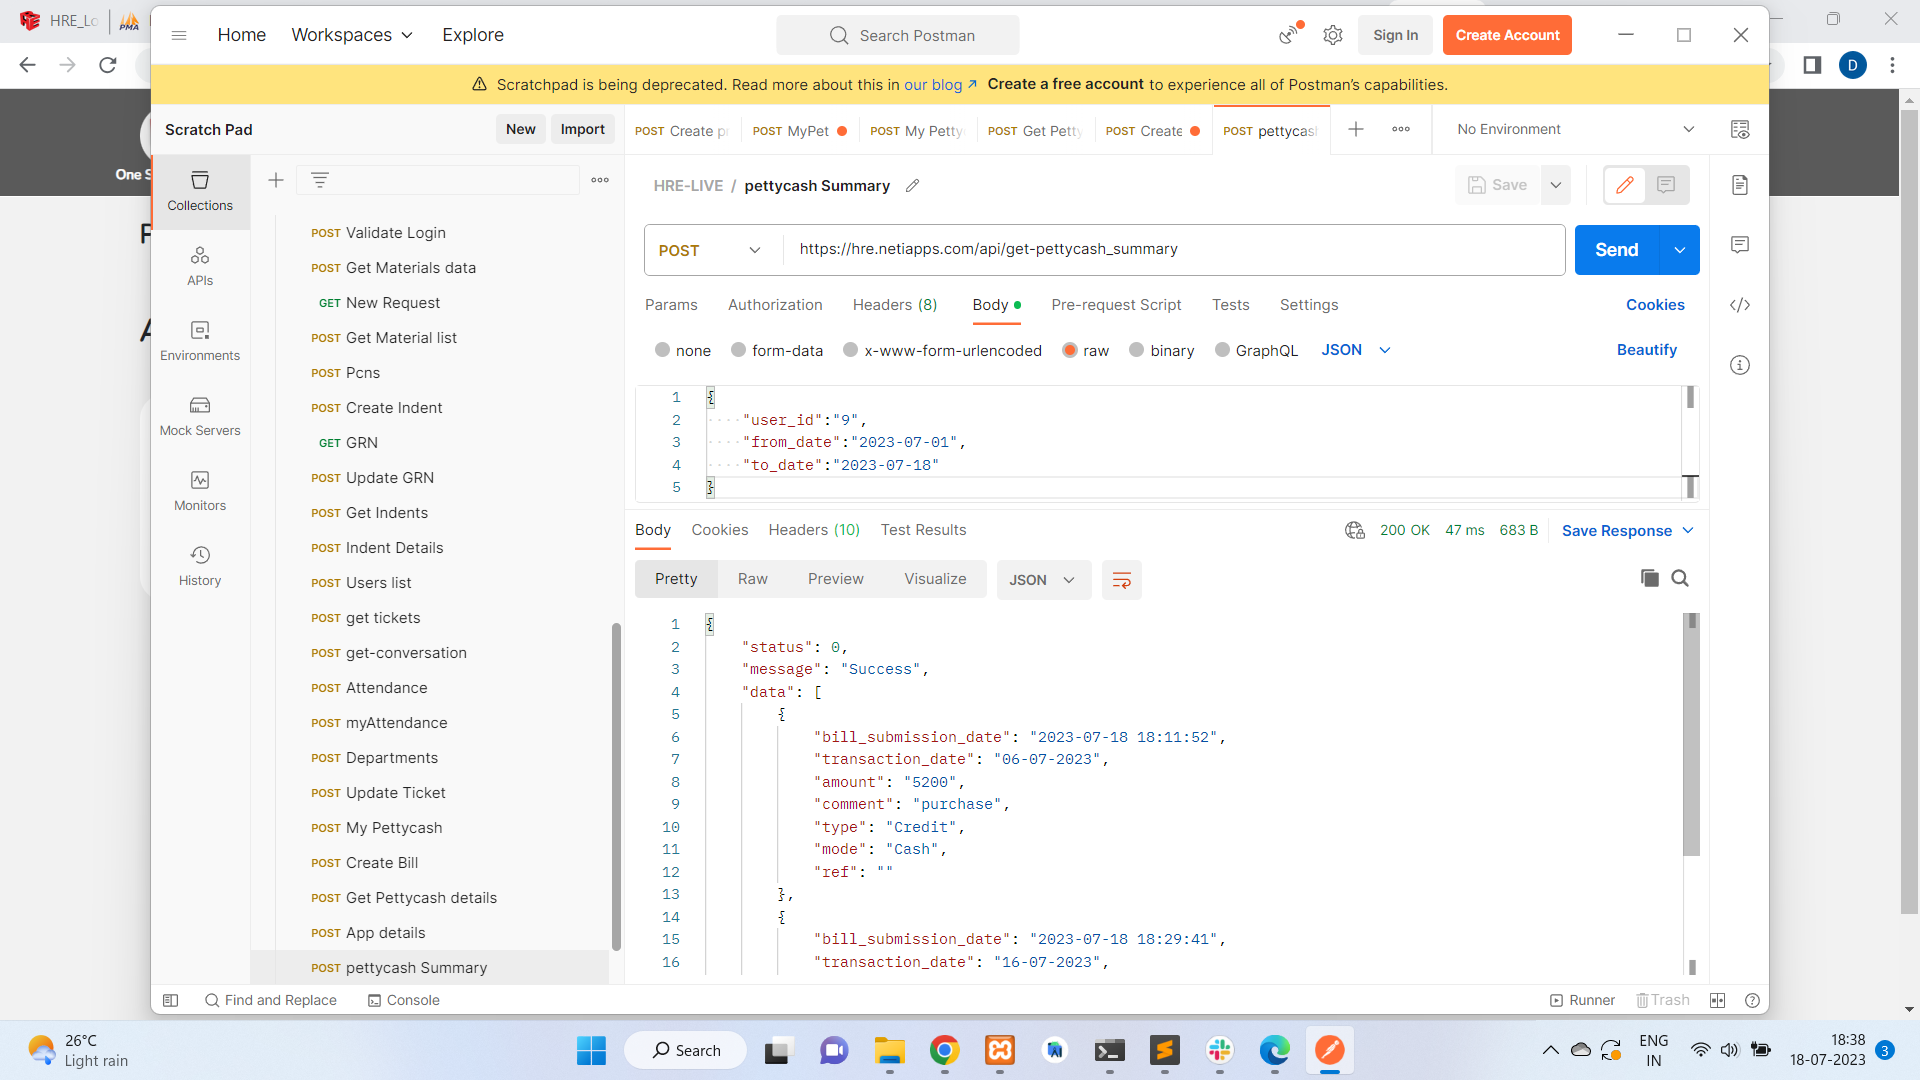 HRE_Lo
PMA
Home
Workspaces
Explore
Search Postman
Sign In
Create Account
D
Scratchpad is being deprecated. Read more about this in our blog ↗ Create a free account to experience all of Postman's capabilities.
Scratch Pad
New
Import
POST Create pr
POST MyPet
POST My Petty
POST Get Petty
POST Create
POST pettycash
No Environment
One S
Collections
APIs
Environments
Mock Servers
Monitors
History
POST Validate Login
POST Get Materials data
GET New Request
POST Get Material list
POST Pcns
POST Create Indent
GET GRN
POST Update GRN
POST Get Indents
POST Indent Details
POST Users list
POST get tickets
POST get-conversation
POST Attendance
POST myAttendance
POST Departments
POST Update Ticket
POST My Pettycash
POST Create Bill
POST Get Pettycash details
POST App details
POST pettycash Summary
HRE-LIVE / pettycash Summary
Save
POST
https://hre.netiapps.com/api/get-pettycash_summary
Send
Params
Authorization
Headers (8)
Body
Pre-request Script
Tests
Settings
Cookies
none
form-data
x-www-form-urlencoded
raw
binary
GraphQL
JSON
Beautify
1 {
2 "user_id":"9",
3 "from_date":"2023-07-01",
4 "to_date":"2023-07-18"
5 }
Body
Cookies
Headers (10)
Test Results
200 OK
47 ms
683 B
Save Response
Pretty
Raw
Preview
Visualize
JSON
1 {
2 "status": 0,
3 "message": "Success",
4 "data": [
5 {
6 "bill_submission_date": "2023-07-18 18:11:52",
7 "transaction_date": "06-07-2023",
8 "amount": "5200",
9 "comment": "purchase",
10 "type": "Credit",
11 "mode": "Cash",
12 "ref": ""
13 },
14 {
15 "bill_submission_date": "2023-07-18 18:29:41",
16 "transaction_date": "16-07-2023",
Find and Replace
Console
Runner
Trash
26°C
Light rain
Search
ENG
IN
18:38
18-07-2023
3